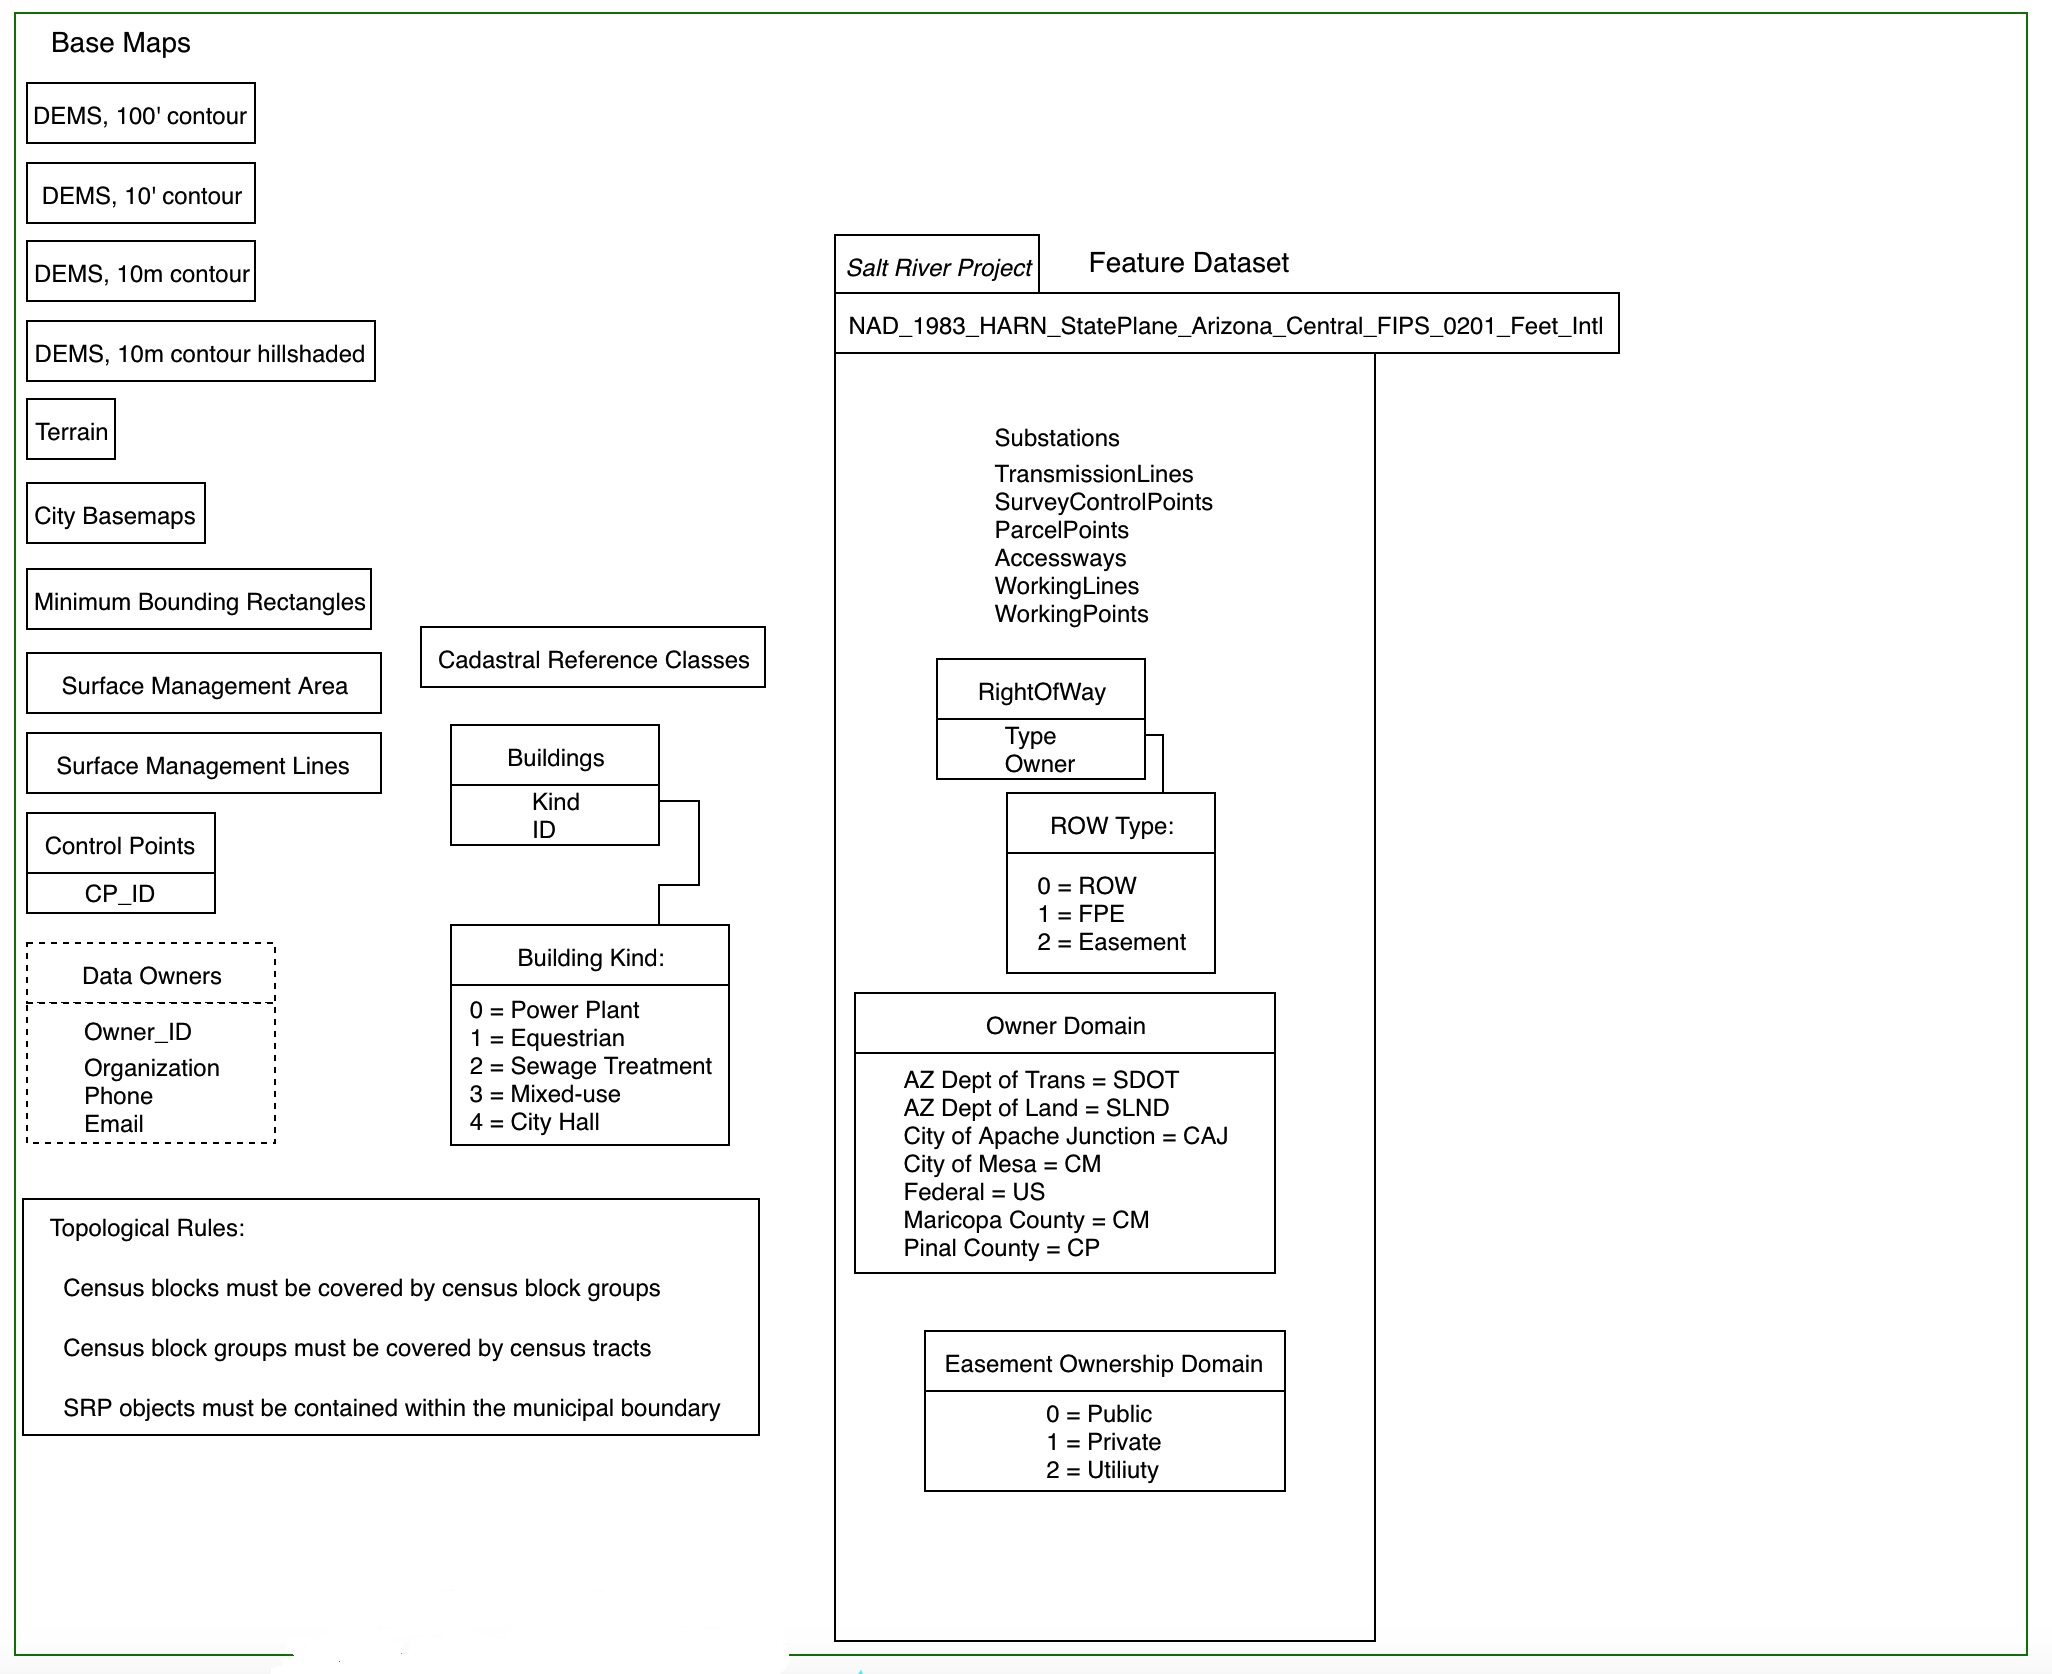 Base Maps
DEMS, 100' contour
DEMS, 10' contour
DEMS, 10m contour
DEMS, 10m contour hillshaded
Terrain
City Basemaps
Minimum Bounding Rectangles
Surface Management Area
Surface Management Lines
Control Points
CP_ID
Data Owners
Owner_ID
Organization
Phone
Email
Cadastral Reference Classes
Buildings
Kind
ID
Building Kind:
0 = Power Plant
1 = Equestrian
2 = Sewage Treatment
3 = Mixed-use
4 = City Hall
Topological Rules:
Census blocks must be covered by census block groups
Census block groups must be covered by census tracts
SRP objects must be contained within the municipal boundary
Salt River Project
Feature Dataset
NAD_1983_HARN_StatePlane_Arizona_Central_FIPS_0201_Feet_Intl
Substations
TransmissionLines
SurveyControlPoints
ParcelPoints
Accessways
WorkingLines
WorkingPoints
RightOfWay
Type
Owner
ROW Type:
0 = ROW
1 = FPE
2 = Easement
Owner Domain
AZ Dept of Trans = SDOT
AZ Dept of Land = SLND
City of Apache Junction = CAJ
City of Mesa = CM
Federal = US
Maricopa County = CM
Pinal County = CP
Easement Ownership Domain
0 = Public
1 = Private
2 = Utiliuty